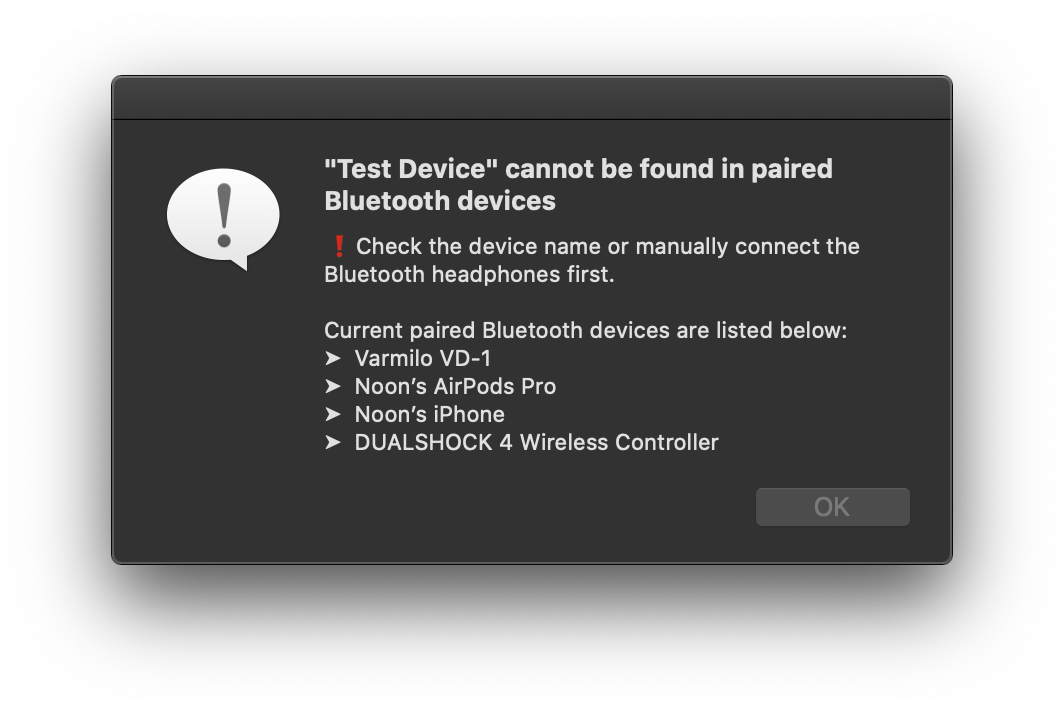 "Test Device" cannot be found in paired
Bluetooth devices
❗ Check the device name or manually connect the
Bluetooth headphones first.
Current paired Bluetooth devices are listed below:
➤ Varmilo VD-1
➤ Noon’s AirPods Pro
➤ Noon’s iPhone
➤ DUALSHOCK 4 Wireless Controller
OK